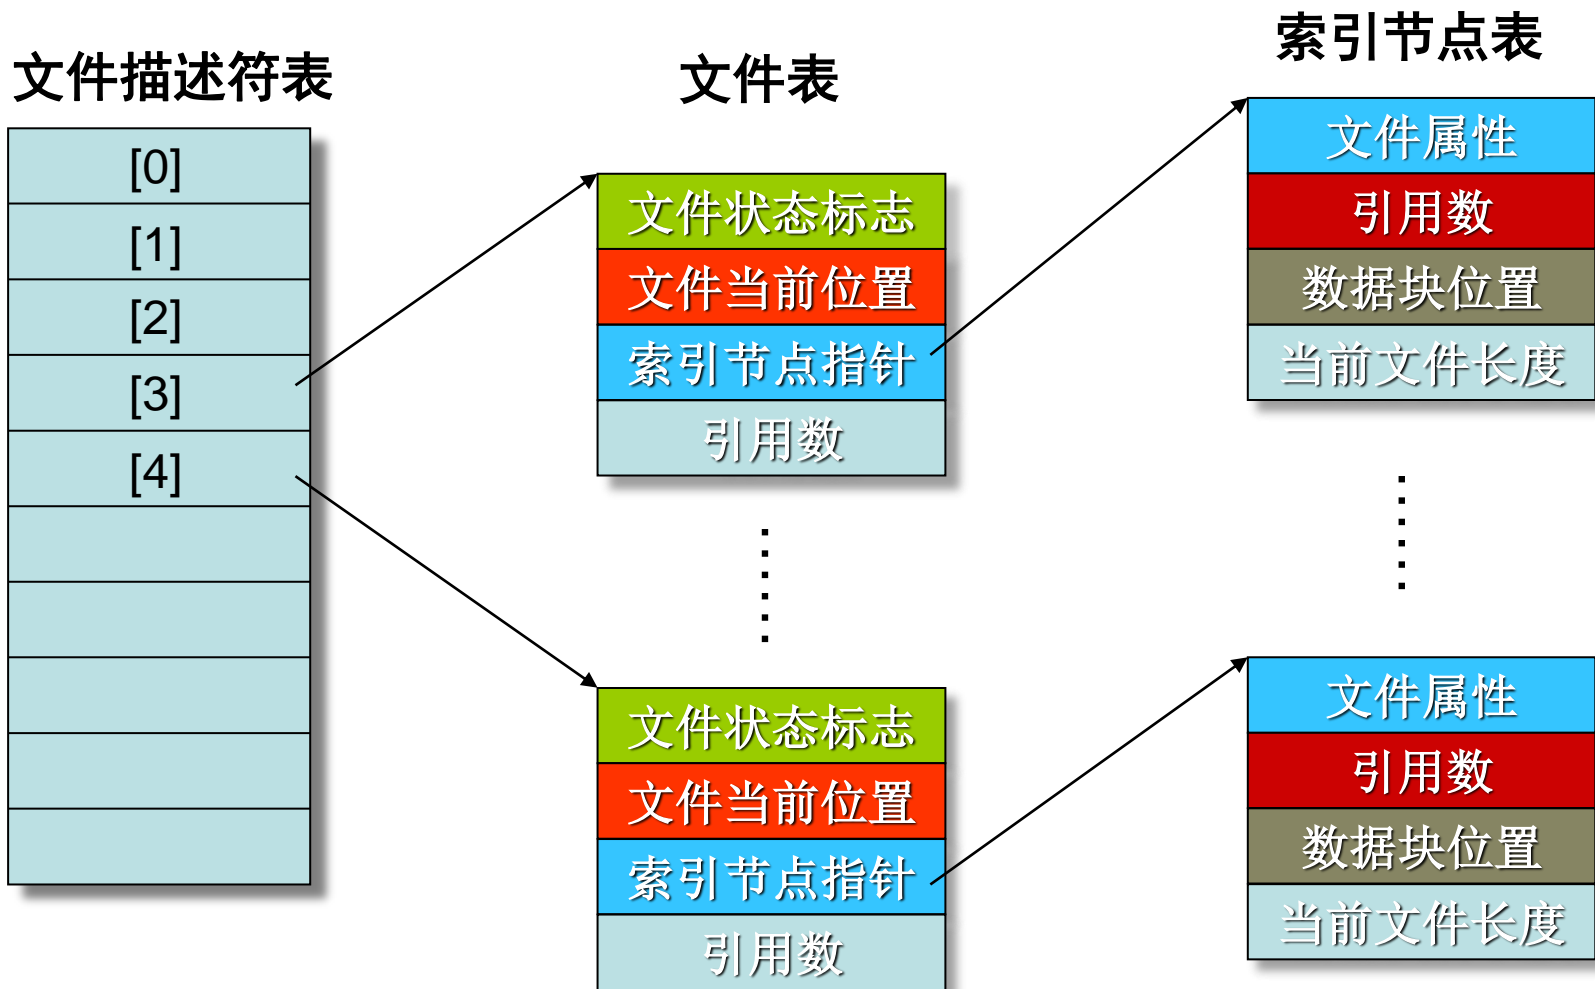 文件描述符表
[0]
[1]
[2]
[3]
[4]
文件表
文件状态标志
文件当前位置
索引节点指针
引用数
文件状态标志
文件当前位置
索引节点指针
引用数
索引节点表
文件属性
引用数
数据块位置
当前文件长度
文件属性
引用数
数据块位置
当前文件长度